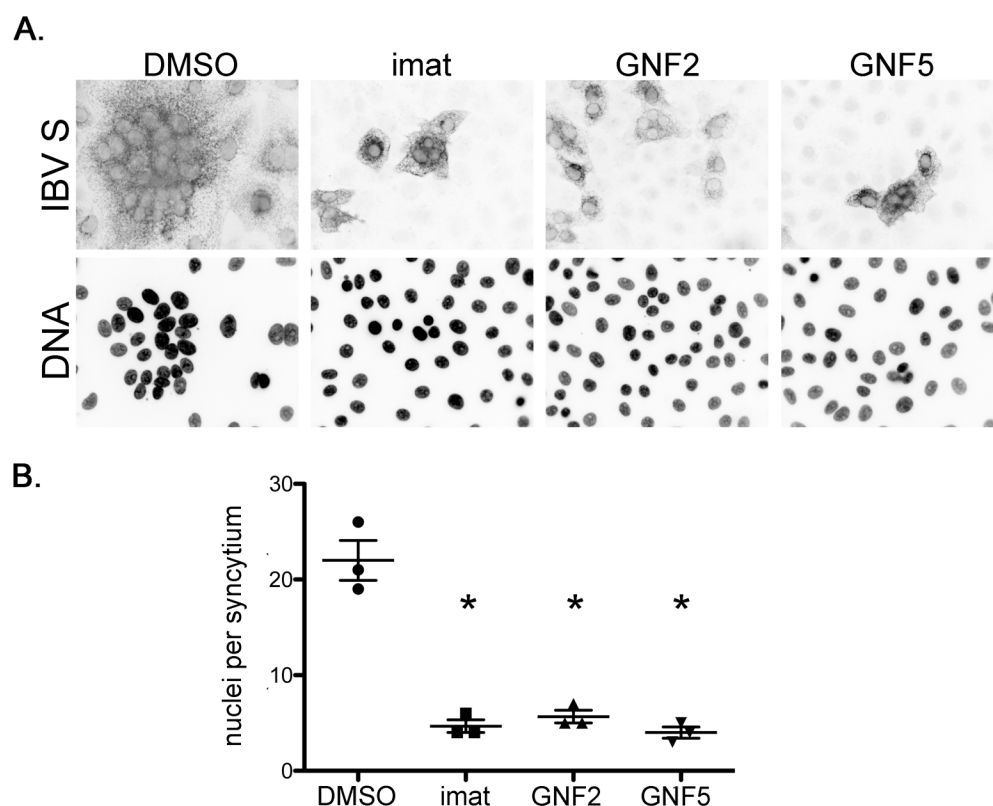 A.
DMSO imat GNF2 GNF5
IBV S
DNA
B.
nuclei per syncytium
30
20
10
0
* * *
DMSO imat GNF2 GNF5